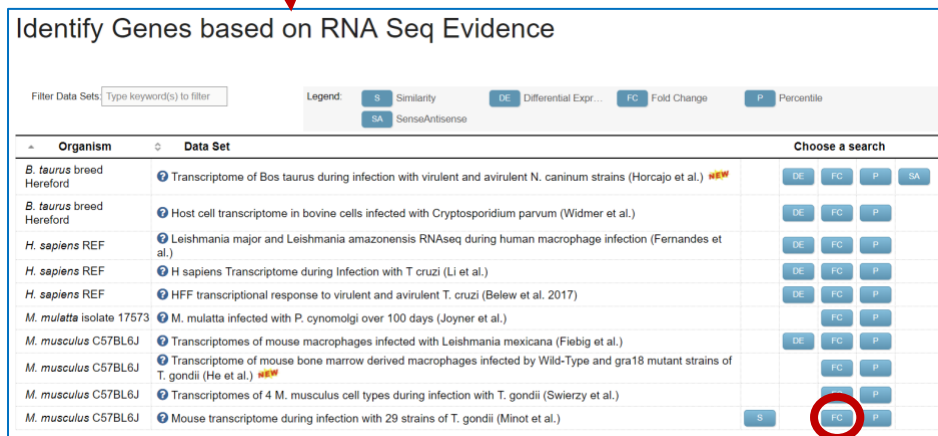 Identify Genes based on RNA Seq Evidence
Filter Data Sets: Type keyword(s) to filter
Legend: S Similarity DE Differential Expr... FC Fold Change P Percentile
SA SenseAntisense
Organism Data Set Choose a search
B. taurus breed
Hereford
Transcriptome of Bos taurus during infection with virulent and avirulent N. caninum strains (Horcajo et al.) NEW
DE FC P SA
B. taurus breed
Hereford
Host cell transcriptome in bovine cells infected with Cryptosporidium parvum (Widmer et al.)
DE FC P
H. sapiens REF
Leishmania major and Leishmania amazonensis RNAseq during human macrophage infection (Fernandes et
al.)
DE FC P
H. sapiens REF H sapiens Transcriptome during Infection with T cruzi (Li et al.) DE FC P
H. sapiens REF HFF transcriptional response to virulent and avirulent T. cruzi (Belew et al. 2017) DE FC P
M. mulatta isolate 17573 M. mulatta infected with P. cynomolgi over 100 days (Joyner et al.) FC P
M. musculus C57BL6J Transcriptomes of mouse macrophages infected with Leishmania mexicana (Fiebig et al.) DE FC P
M. musculus C57BL6J
Transcriptome of mouse bone marrow derived macrophages infected by Wild-Type and gra18 mutant strains of
T. gondii (He et al.) NEW
FC P
M. musculus C57BL6J Transcriptomes of 4 M. musculus cell types during infection with T. gondii (Swierzy et al.) FC P
M. musculus C57BL6J Mouse transcriptome during infection with 29 strains of T. gondii (Minot et al.) S FC P